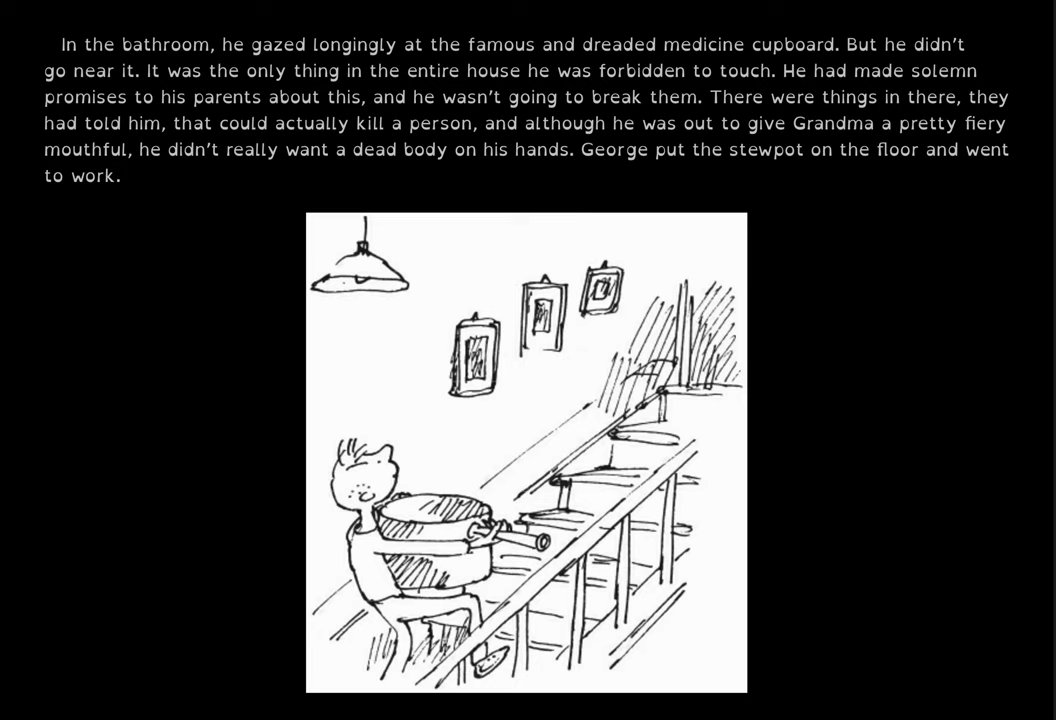 In the bathroom, he gazed longingly at the famous and dreaded medicine cupboard. But he didn't
go near it. It was the only thing in the entire house he was forbidden to touch. He had made solemn
promises to his parents about this, and he wasn't going to break them. There were things in there, they
had told him, that could actually kill a person, and although he was out to give Grandma a pretty fiery
mouthful, he didn't really want a dead body on his hands. George put the stewpot on the floor and went
to work.